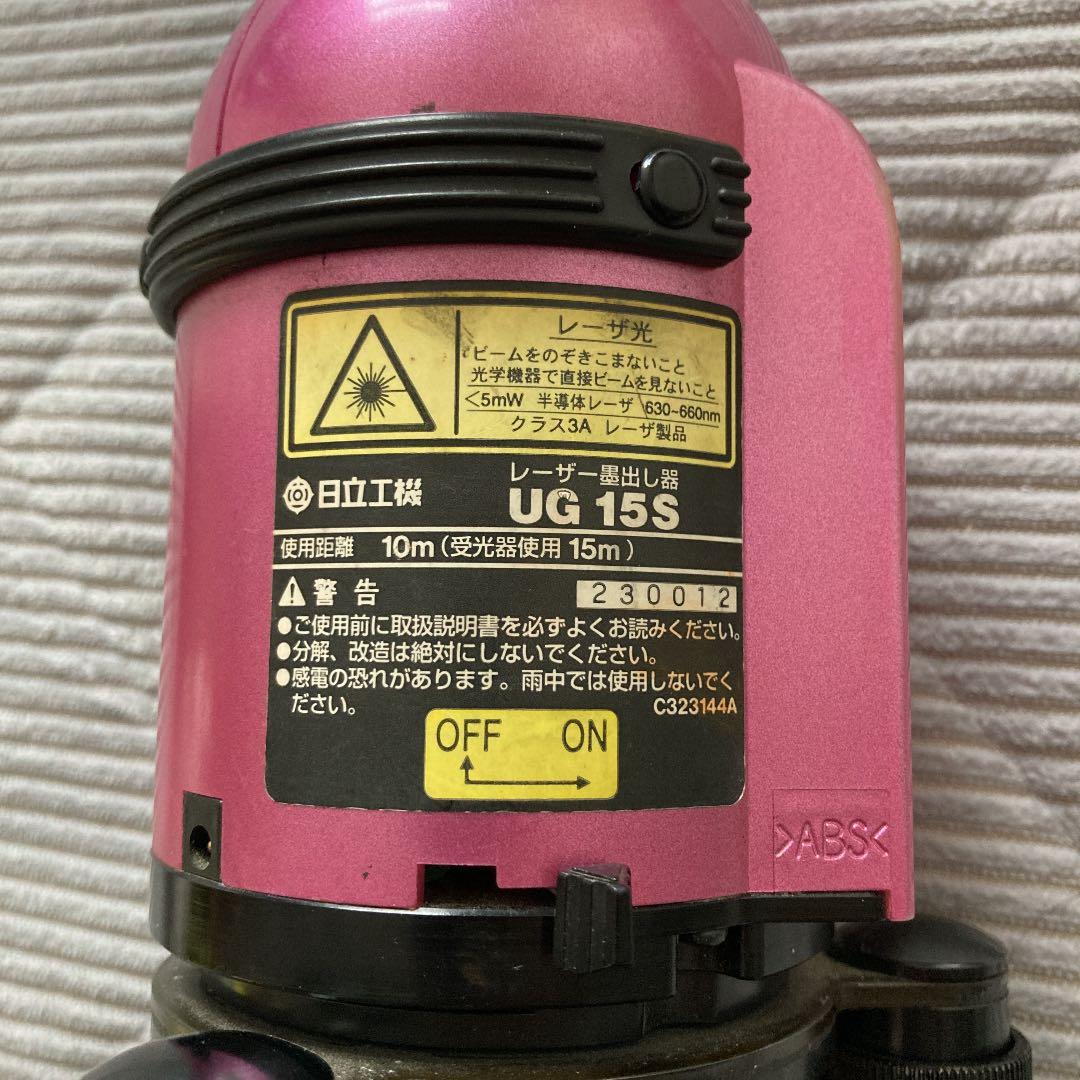 レーザ光
ビームをのぞきこまないこと
光学機器で直接ビームを見ないこと
<5mW 半導体レーザ 630~660nm
クラス3A レーザ製品
日立工機
レーザー墨出し器
UG 15S
使用距離 10m(受光器使用15m)
警告
230012
●ご使用前に取扱説明書を必ずよくお読みください。
●分解、改造は絶対にしないでください。
●感電の恐れがあります。雨中では使用しないでく
ださい。
C323144A
OFF ON
>ABS<